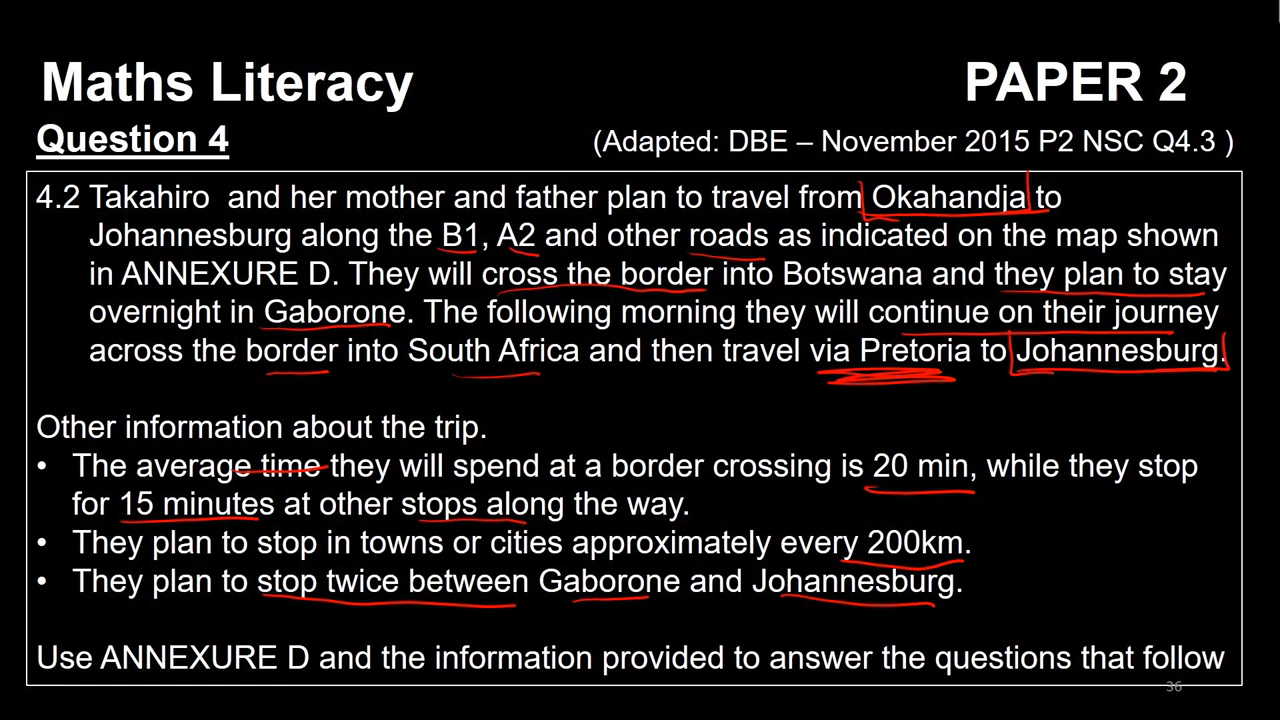 Maths Literacy PAPER 2
Question 4 (Adapted: DBE – November 2015 P2 NSC Q4.3 )
4.2 Takahiro and her mother and father plan to travel from Okahandja to
Johannesburg along the B1, A2 and other roads as indicated on the map shown
in ANNEXURE D. They will cross the border into Botswana and they plan to stay
overnight in Gaborone. The following morning they will continue on their journey
across the border into South Africa and then travel via Pretoria to Johannesburg.
Other information about the trip.
• The average time they will spend at a border crossing is 20 min, while they stop
for 15 minutes at other stops along the way.
• They plan to stop in towns or cities approximately every 200km.
• They plan to stop twice between Gaborone and Johannesburg.
Use ANNEXURE D and the information provided to answer the questions that follow
36